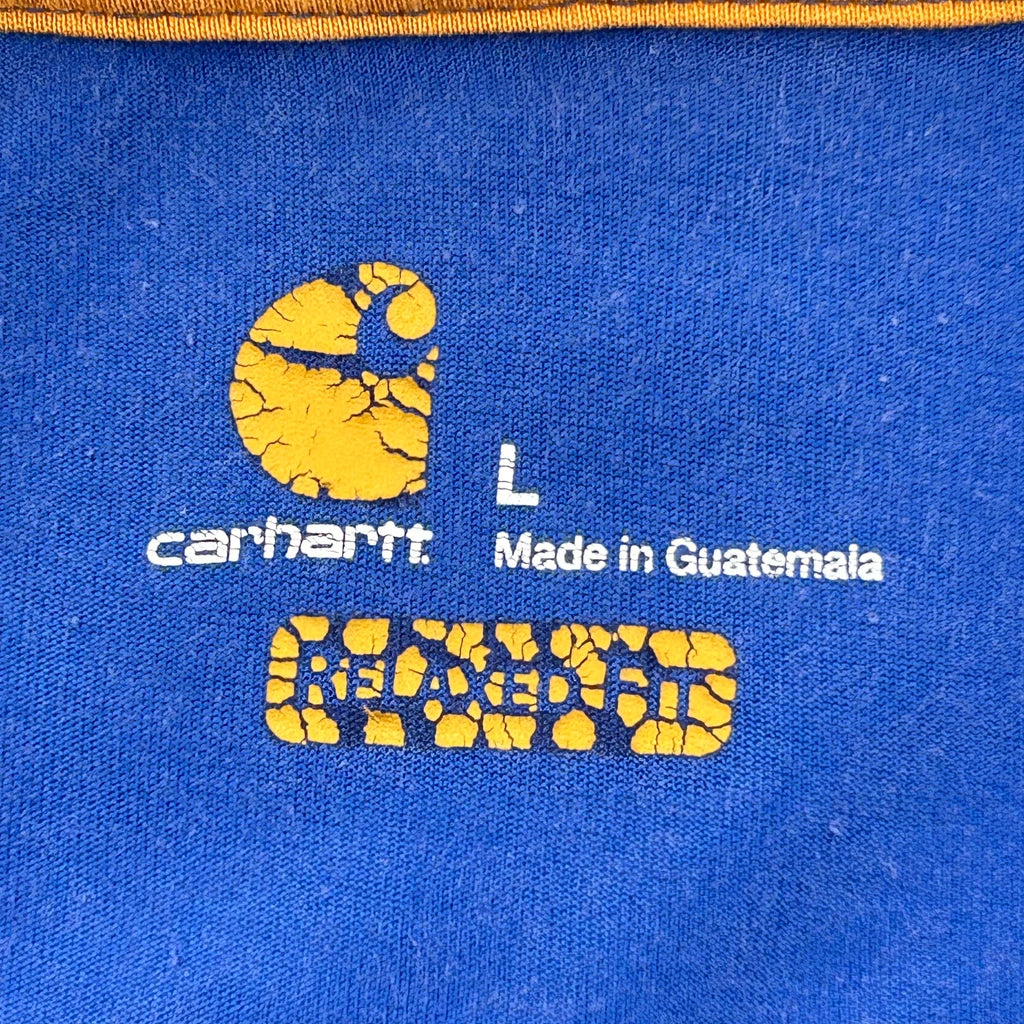 L
carhartt
Made in Guatemala
RELAXED FIT